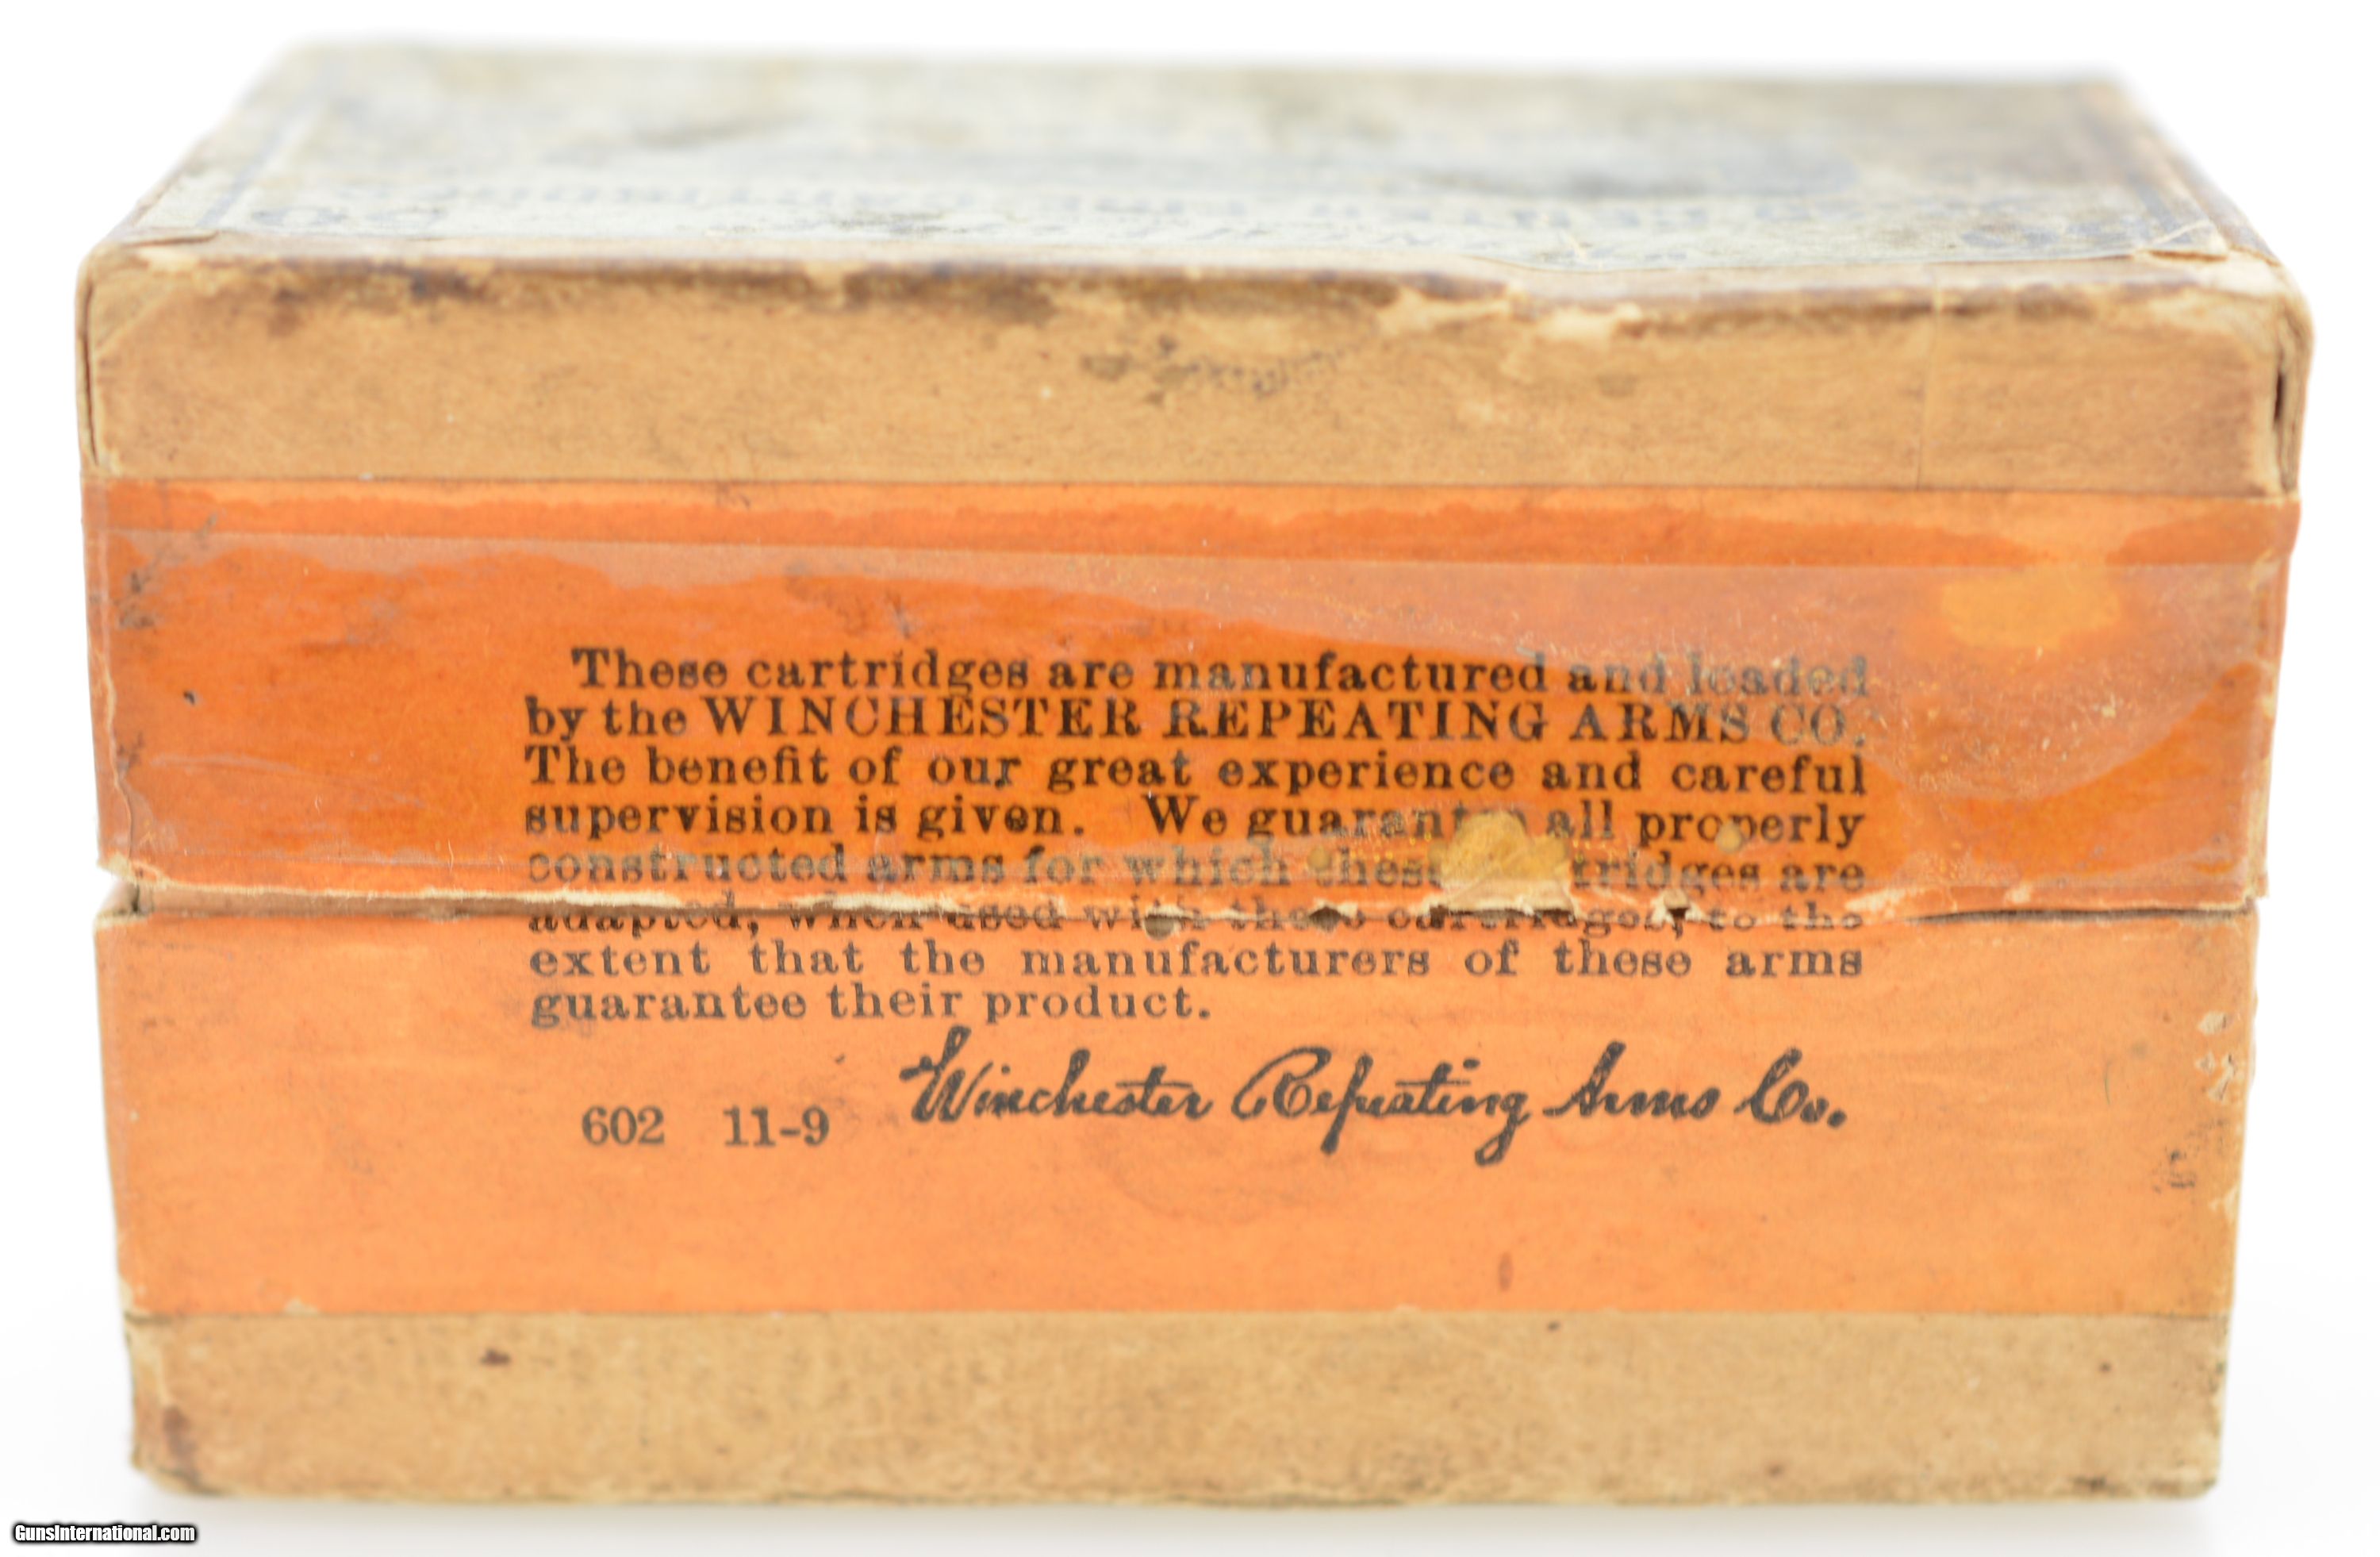 These cartridges are manufactured and loaded
by the WINCHESTER REPEATING ARMS CO.
The benefit of our great experience and careful
supervision is given. We guarantee all properly
constructed arms for which these cartridges are
adapted, when used with these cartridges, to the
extent that the manufacturers of these arms
guarantee their product.
602 11-9 Winchester Repeating Arms Co.
GunsInternational.com